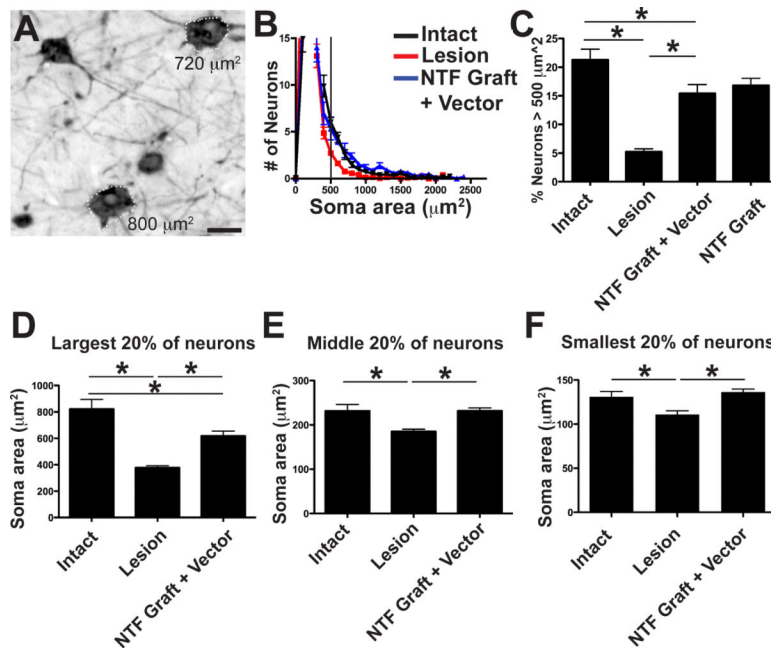 A
720 μm²
800 μm²
B
Intact
Lesion
NTF Graft
+ Vector
# of Neurons
15
10
5
0
0 500 1000 1500 2000 2500
Soma area (μm²)
C
% Neurons > 500 μm^2
25
20
15
10
5
0
* * *
Intact
Lesion
NTF Graft + Vector
NTF Graft
D
Largest 20% of neurons
Soma area (μm²)
1000
800
600
400
200
0
* * *
Intact
Lesion
NTF Graft + Vector
E
Middle 20% of neurons
Soma area (μm²)
300
200
100
0
* *
Intact
Lesion
NTF Graft + Vector
F
Smallest 20% of neurons
Soma area (μm²)
150
100
50
0
* *
Intact
Lesion
NTF Graft + Vector